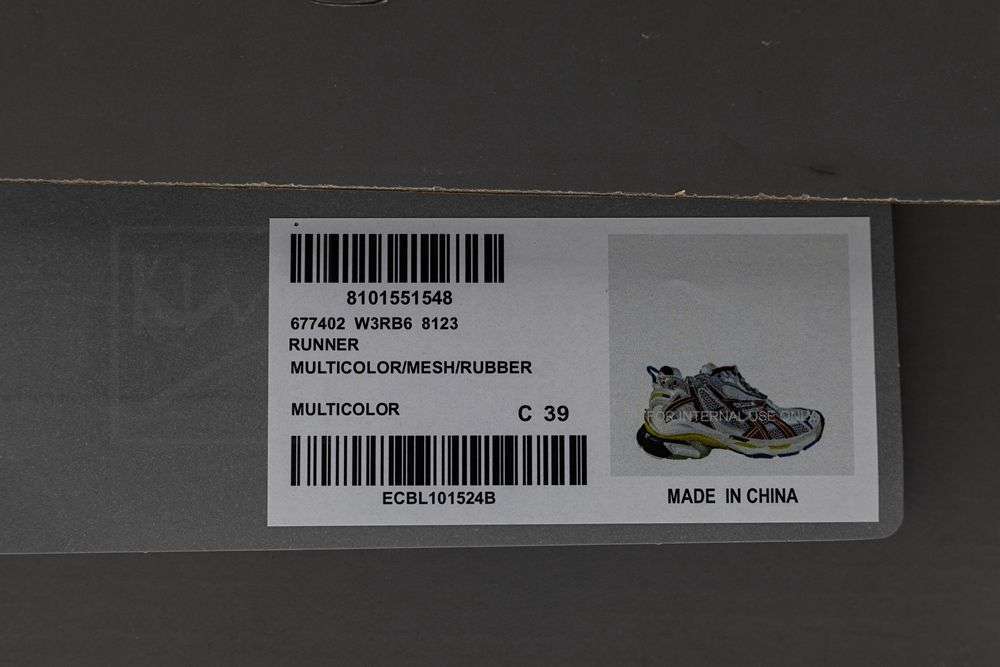 8101551548
677402 W3RB6 8123
RUNNER
MULTICOLOR/MESH/RUBBER
MULTICOLOR
C 39
ECBL101524B
FOR INTERNAL USE ONLY
MADE IN CHINA